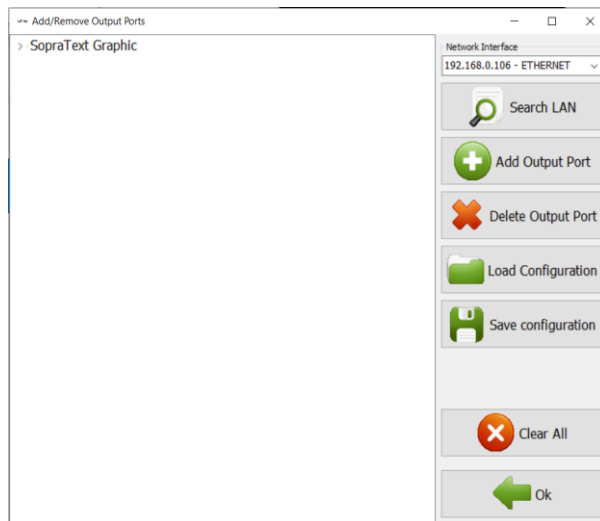 Add/Remove Output Ports
SopraText Graphic
Network Interface
192.168.0.106 - ETHERNET
Search LAN
Add Output Port
Delete Output Port
Load Configuration
Save configuration
Clear All
Ok